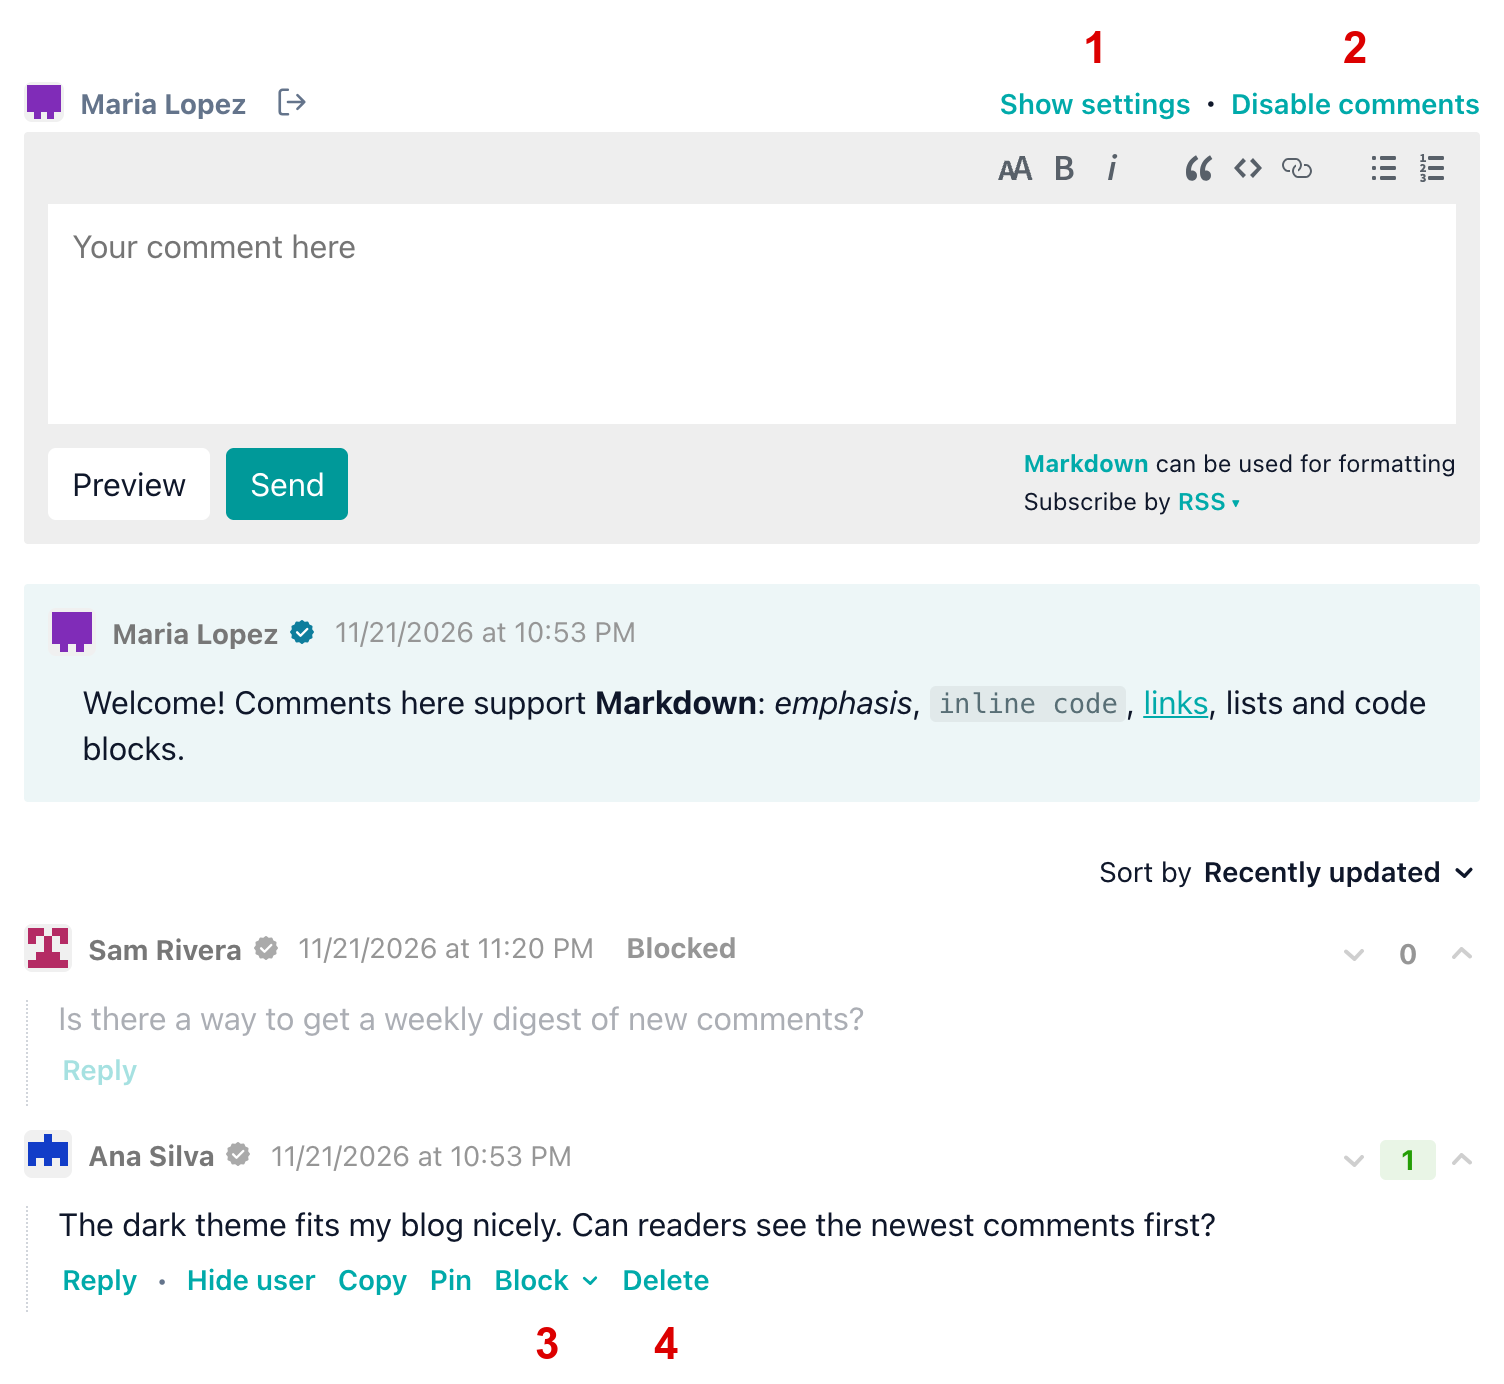 1 2
Maria Lopez Show settings • Disable comments
AA B i
Your comment here
Preview Send
Markdown can be used for formatting
Subscribe by RSS ▾
Maria Lopez 11/21/2026 at 10:53 PM
Welcome! Comments here support Markdown: emphasis, inline code, links, lists and code
blocks.
Sort by Recently updated
Sam Rivera 11/21/2026 at 11:20 PM Blocked 0
Is there a way to get a weekly digest of new comments?
Reply
Ana Silva 11/21/2026 at 10:53 PM 1
The dark theme fits my blog nicely. Can readers see the newest comments first?
Reply • Hide user Copy Pin Block Delete
3 4